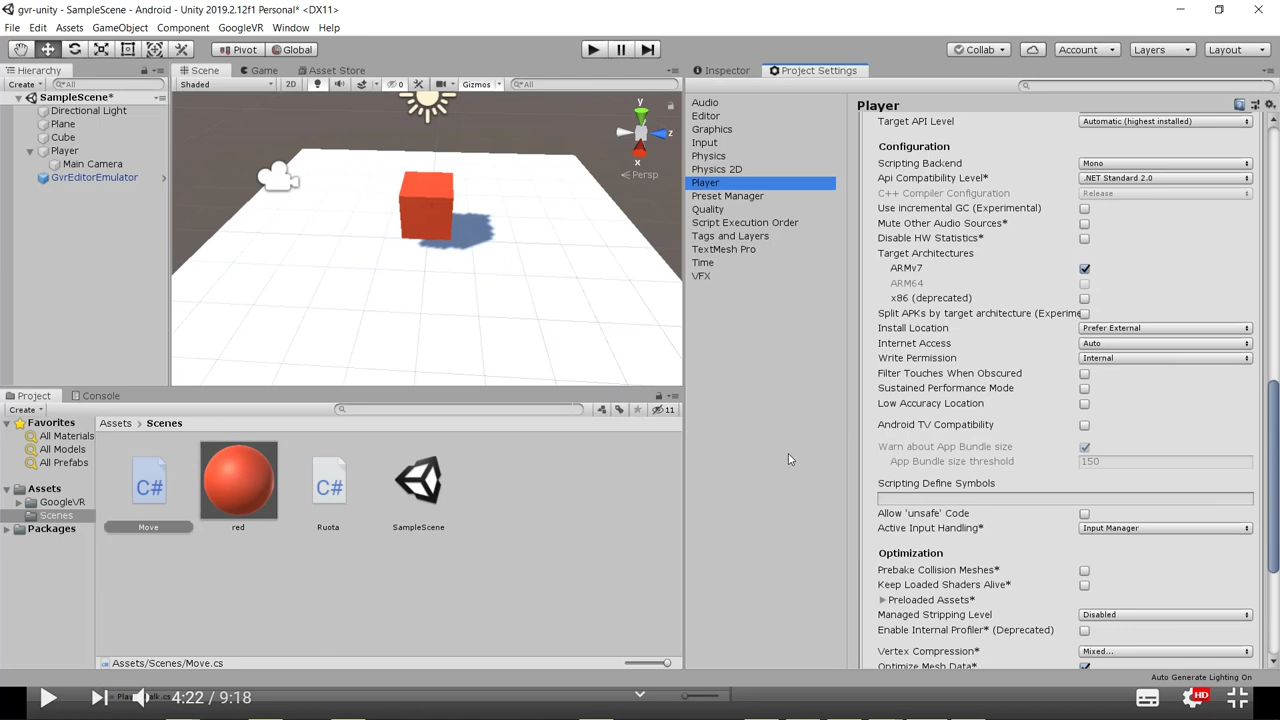 gvr-unity - SampleScene - Android - Unity 2019.2.12f1 Personal* <DX11>
File Edit Assets GameObject Component GoogleVR Window Help
Pivot Global Collab Account Layers Layout
Hierarchy
Create All
SampleScene*
Directional Light
Plane
Cube
Player
Main Camera
GvrEditorEmulator
Scene Game Asset Store
Shaded 2D 0 Gizmos All
y
z
x
Persp
Inspector Project Settings
Audio
Editor
Graphics
Input
Physics
Physics 2D
Player
Preset Manager
Quality
Script Execution Order
Tags and Layers
TextMesh Pro
Time
VFX
Player
Target API Level Automatic (highest installed)
Configuration
Scripting Backend Mono
Api Compatibility Level* .NET Standard 2.0
C++ Compiler Configuration Release
Use incremental GC (Experimental)
Mute Other Audio Sources*
Disable HW Statistics*
Target Architectures
ARMv7
ARM64
x86 (deprecated)
Split APKs by target architecture (Experime
Install Location Prefer External
Internet Access Auto
Write Permission Internal
Filter Touches When Obscured
Sustained Performance Mode
Low Accuracy Location
Android TV Compatibility
Warn about App Bundle size
App Bundle size threshold 150
Scripting Define Symbols
Allow 'unsafe' Code
Active Input Handling* Input Manager
Optimization
Prebake Collision Meshes*
Keep Loaded Shaders Alive*
Preloaded Assets*
Managed Stripping Level Disabled
Enable Internal Profiler* (Deprecated)
Vertex Compression* Mixed...
Optimize Mesh Data*
Project Console
Create 11
Favorites
All Materials
All Models
All Prefabs
Assets
GoogleVR
Scenes
Packages
Assets Scenes
C# C#
Move red Ruota SampleScene
Assets/Scenes/Move.cs
Auto Generate Lighting On
4:22 / 9:18 HD